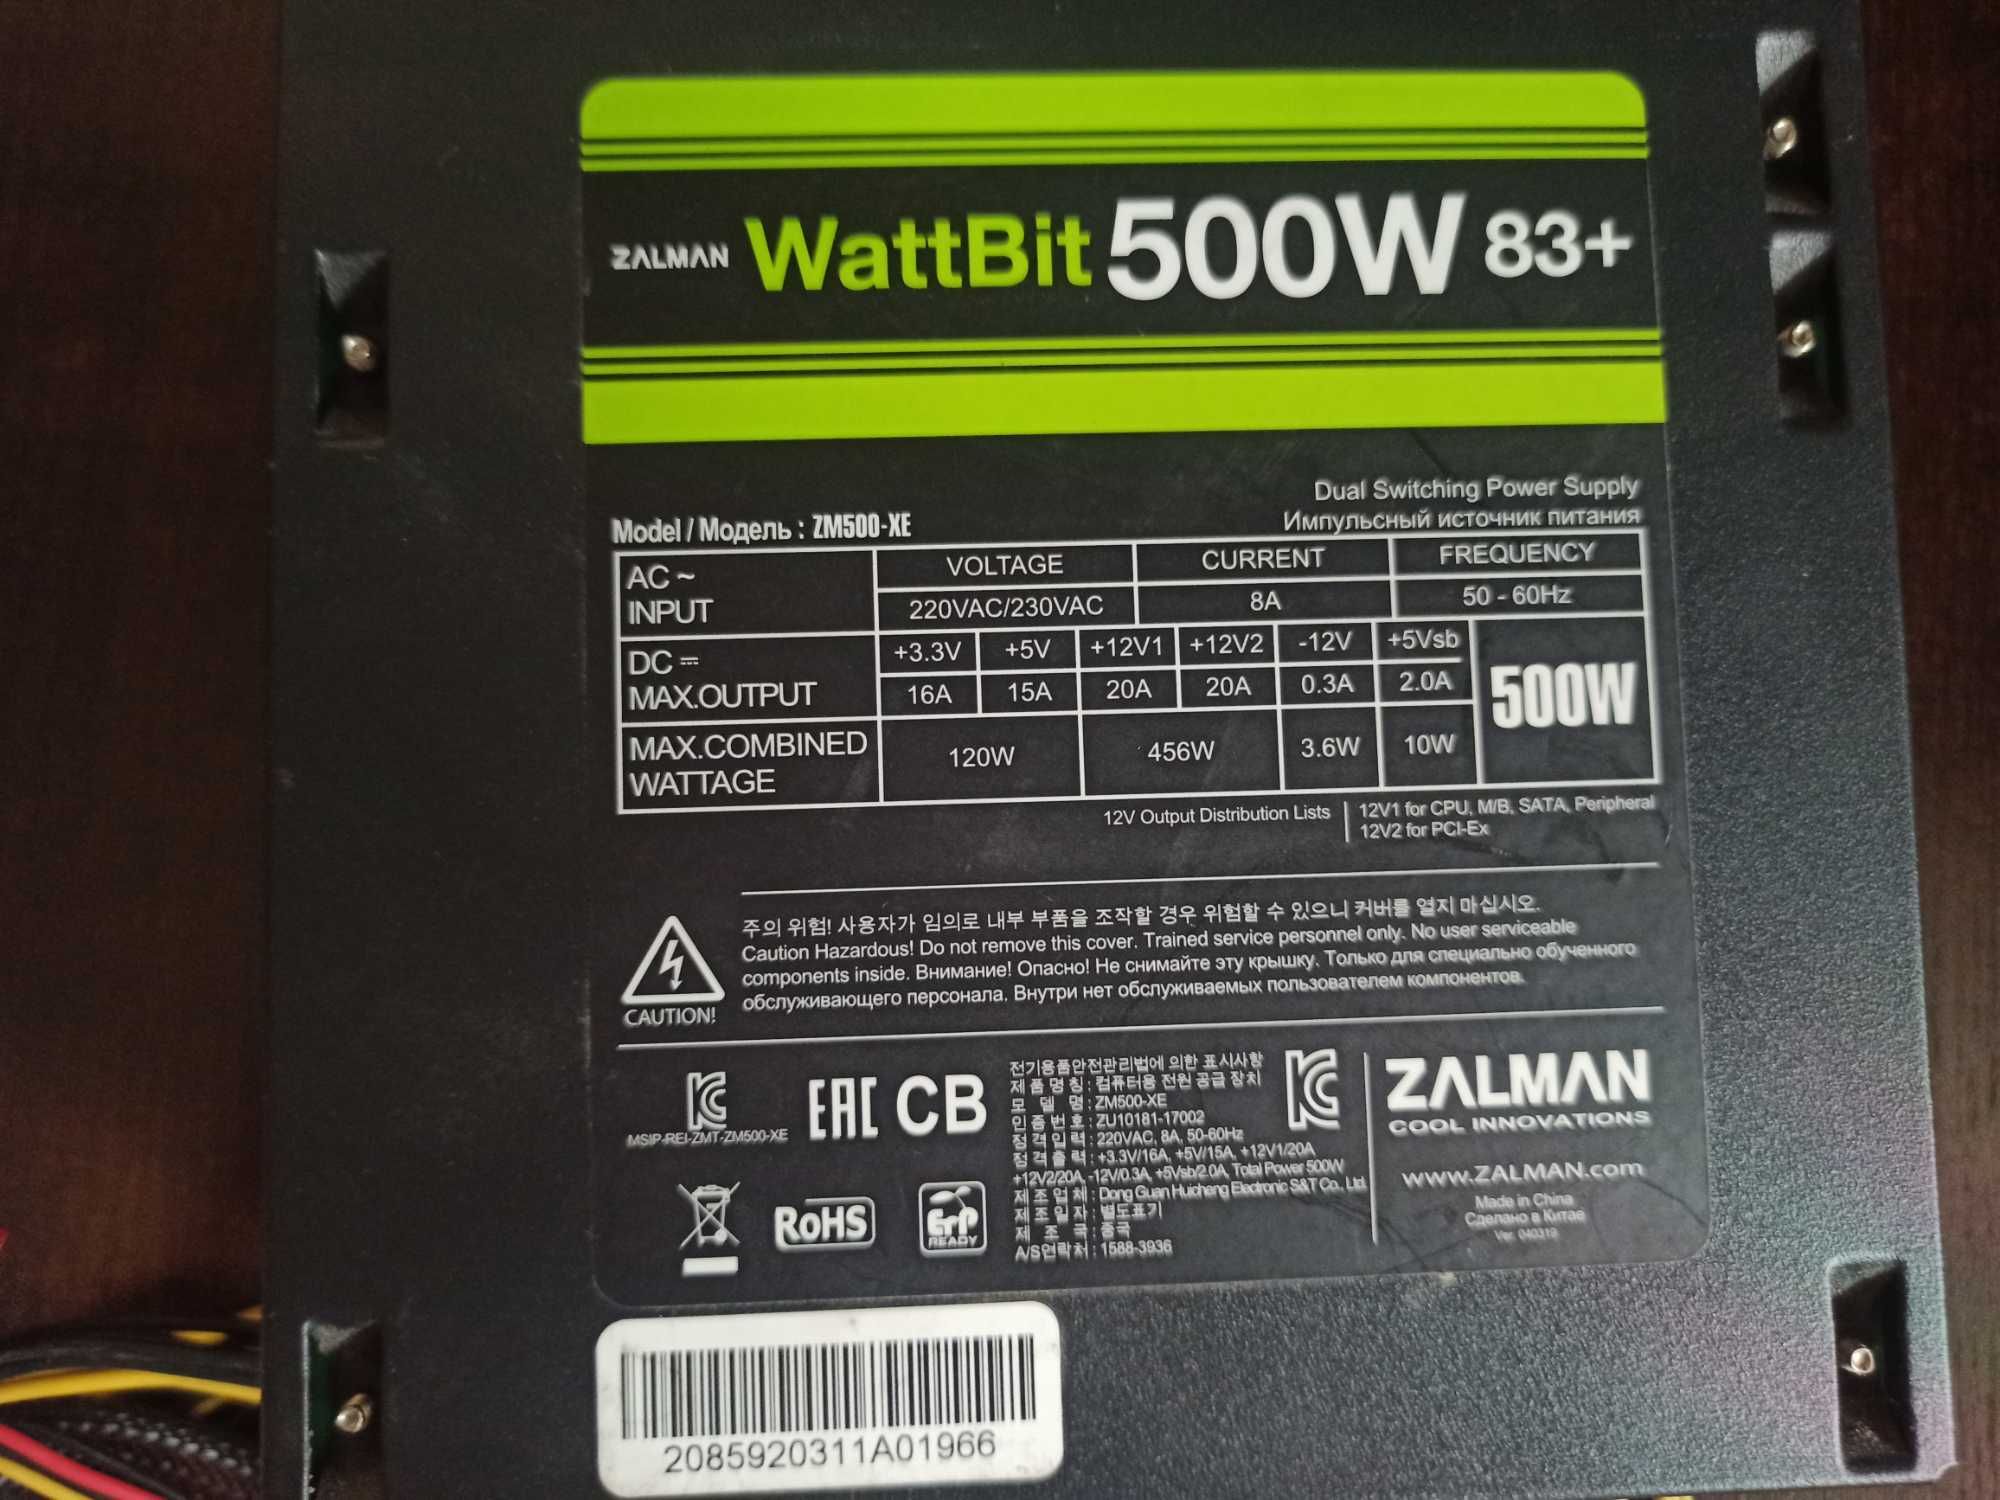 ZALMAN WattBit 500W 83+
Dual Switching Power Supply
Импульсный источник питания
Model / Модель : ZM500-XE
AC ~ INPUT
VOLTAGE CURRENT FREQUENCY
220VAC/230VAC 8A 50 - 60Hz
DC MAX.OUTPUT
+3.3V +5V +12V1 +12V2 -12V +5Vsb
16A 15A 20A 20A 0.3A 2.0A
500W
MAX.COMBINED WATTAGE
120W 456W 3.6W 10W
12V Output Distribution Lists
12V1 for CPU, M/B, SATA, Peripheral
12V2 for PCI-Ex
주의 위험! 사용자가 임의로 내부 부품을 조작할 경우 위험할 수 있으니 커버를 열지 마십시오.
Caution Hazardous! Do not remove this cover. Trained service personnel only. No user serviceable
components inside. Внимание! Опасно! Не снимайте эту крышку. Только для специально обученного
обслуживающего персонала. Внутри нет обслуживаемых пользователем компонентов.
CAUTION!
MSIP-REI-ZMT-ZM500-XE
EAC CB
RoHS
ErP
READY
전기용품안전관리법에 의한 표시사항
제 품 명 칭 : 컴퓨터용 전원 공급 장치
모 델 명 : ZM500-XE
인 증 번 호 : ZU10181-17002
정 격 입 력 : 220VAC, 8A, 50-60Hz
정 격 출 력 : +3.3V/16A, +5V/15A, +12V1/20A
+12V2/20A, -12V/0.3A, +5Vsb/2.0A, Total Power 500W
제 조 업 체 : Dong Guan Huicheng Electronic S&T Co., Ltd.
제 조 일 자 : 별도표기
제 조 국 : 중국
A/S연락처 : 1588-3936
ZALMAN
COOL INNOVATIONS
www.ZALMAN.com
Made in China
Сделано в Китае
Ver. 040319
2085920311A01966